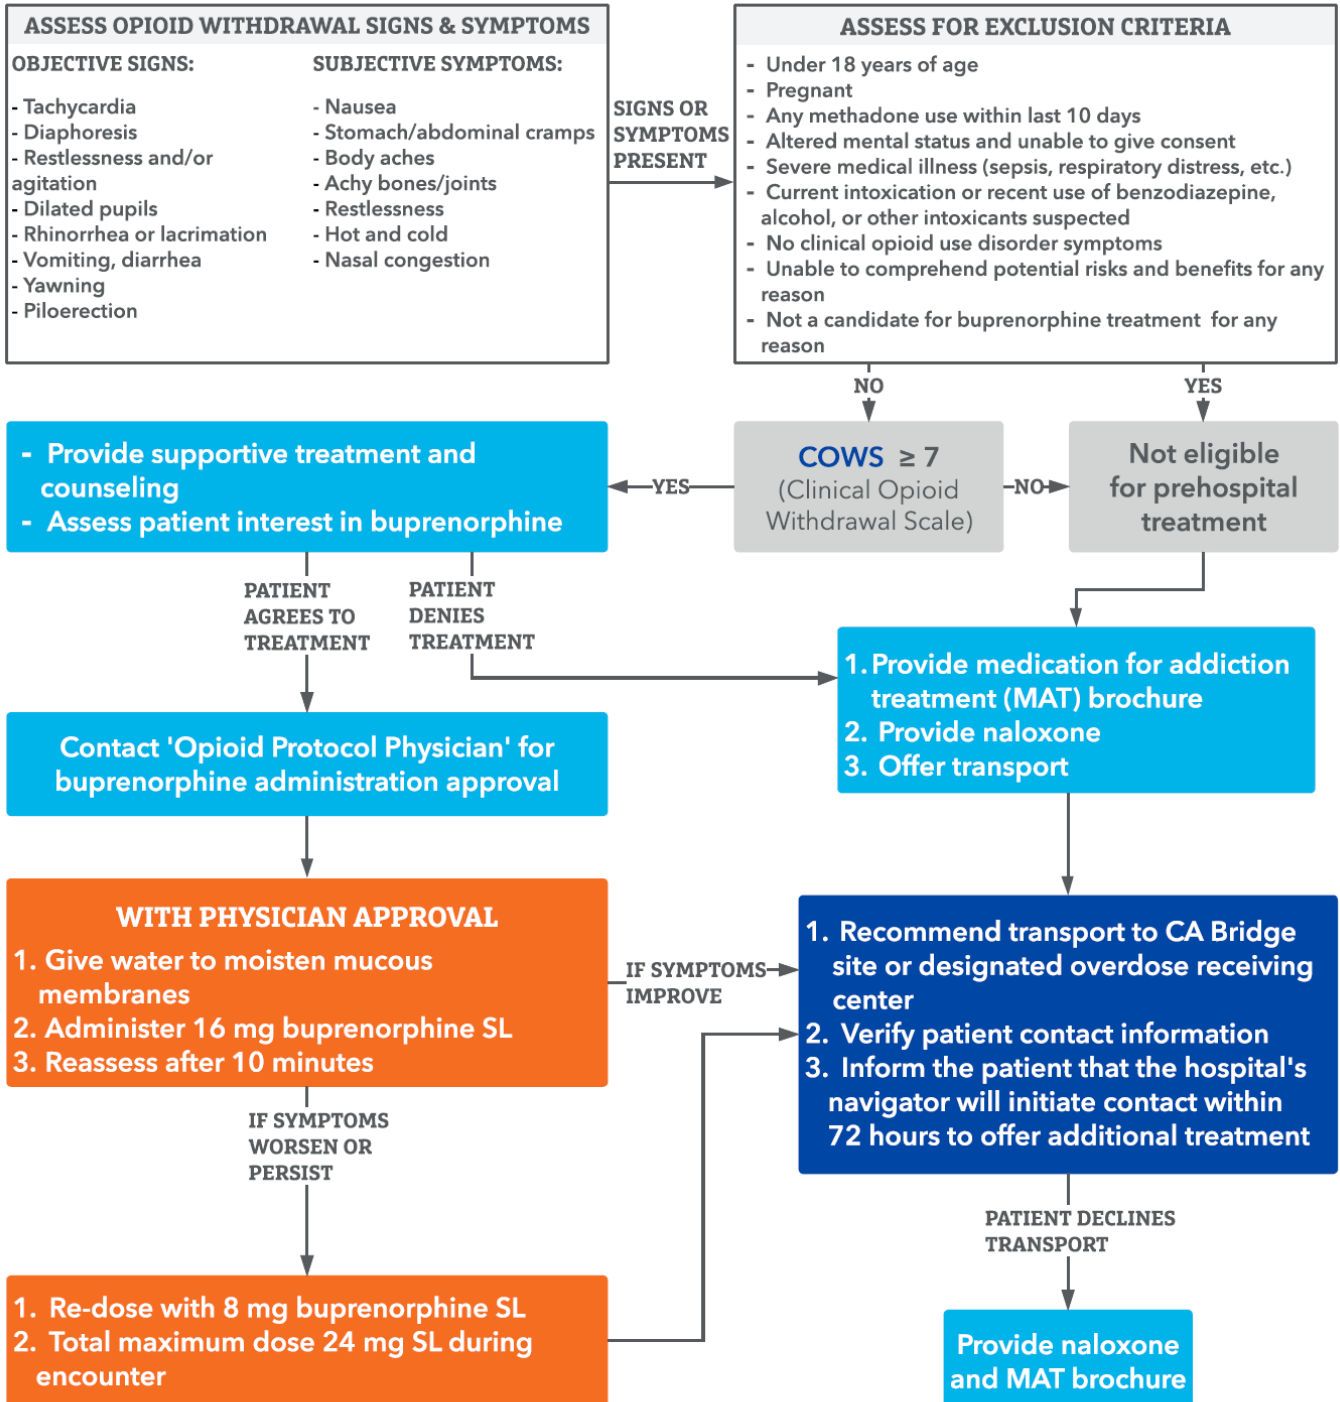 ASSESS OPIOID WITHDRAWAL SIGNS & SYMPTOMS
OBJECTIVE SIGNS:
- Tachycardia
- Diaphoresis
- Restlessness and/or
agitation
- Dilated pupils
- Rhinorrhea or lacrimation
- Vomiting, diarrhea
- Yawning
- Piloerection
SUBJECTIVE SYMPTOMS:
- Nausea
- Stomach/abdominal cramps
- Body aches
- Achy bones/joints
- Restlessness
- Hot and cold
- Nasal congestion
SIGNS OR
SYMPTOMS
PRESENT
ASSESS FOR EXCLUSION CRITERIA
- Under 18 years of age
- Pregnant
- Any methadone use within last 10 days
- Altered mental status and unable to give consent
- Severe medical illness (sepsis, respiratory distress, etc.)
- Current intoxication or recent use of benzodiazepine,
alcohol, or other intoxicants suspected
- No clinical opioid use disorder symptoms
- Unable to comprehend potential risks and benefits for any
reason
- Not a candidate for buprenorphine treatment for any
reason
NO
YES
COWS ≥ 7
(Clinical Opioid
Withdrawal Scale)
NO
Not eligible
for prehospital
treatment
YES
- Provide supportive treatment and
counseling
- Assess patient interest in buprenorphine
PATIENT
AGREES TO
TREATMENT
PATIENT
DENIES
TREATMENT
1. Provide medication for addiction
treatment (MAT) brochure
2. Provide naloxone
3. Offer transport
Contact 'Opioid Protocol Physician' for
buprenorphine administration approval
WITH PHYSICIAN APPROVAL
1. Give water to moisten mucous
membranes
2. Administer 16 mg buprenorphine SL
3. Reassess after 10 minutes
IF SYMPTOMS
IMPROVE
1. Recommend transport to CA Bridge
site or designated overdose receiving
center
2. Verify patient contact information
3. Inform the patient that the hospital's
navigator will initiate contact within
72 hours to offer additional treatment
IF SYMPTOMS
WORSEN OR
PERSIST
PATIENT DECLINES
TRANSPORT
1. Re-dose with 8 mg buprenorphine SL
2. Total maximum dose 24 mg SL during
encounter
Provide naloxone
and MAT brochure